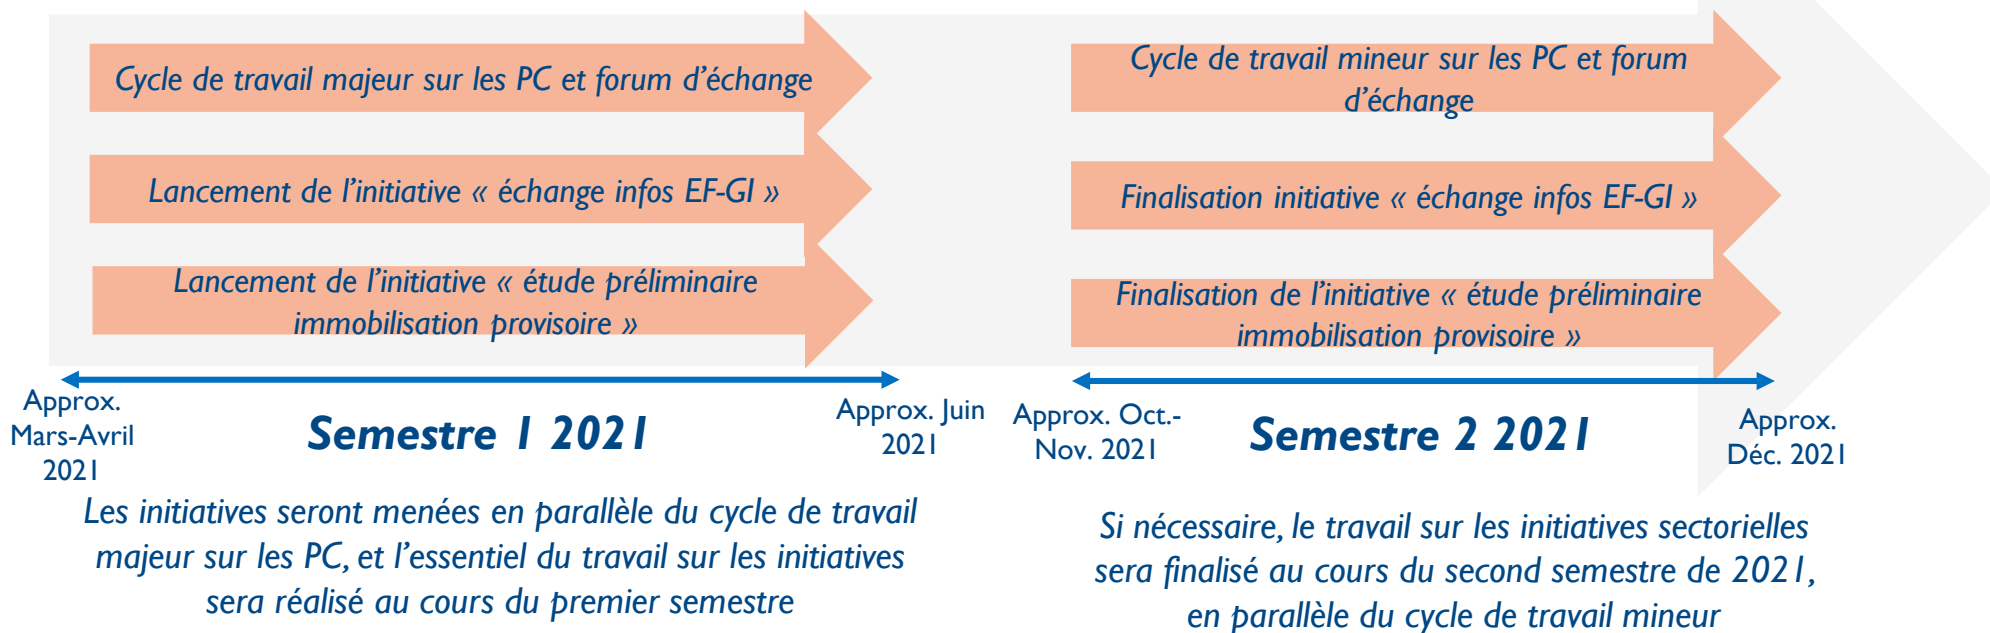 Cycle de travail majeur sur les PC et forum d’échange
Lancement de l’initiative « échange infos EF-GI »
Lancement de l’initiative « étude préliminaire
immobilisation provisoire »
Cycle de travail mineur sur les PC et forum
d’échange
Finalisation initiative « échange infos EF-GI »
Finalisation de l’initiative « étude préliminaire
immobilisation provisoire »
Approx.
Mars-Avril
2021
Semestre 1 2021
Approx. Juin
2021
Approx. Oct.-
Nov. 2021
Semestre 2 2021
Approx.
Déc. 2021
Les initiatives seront menées en parallèle du cycle de travail
majeur sur les PC, et l’essentiel du travail sur les initiatives
sera réalisé au cours du premier semestre
Si nécessaire, le travail sur les initiatives sectorielles
sera finalisé au cours du second semestre de 2021,
en parallèle du cycle de travail mineur